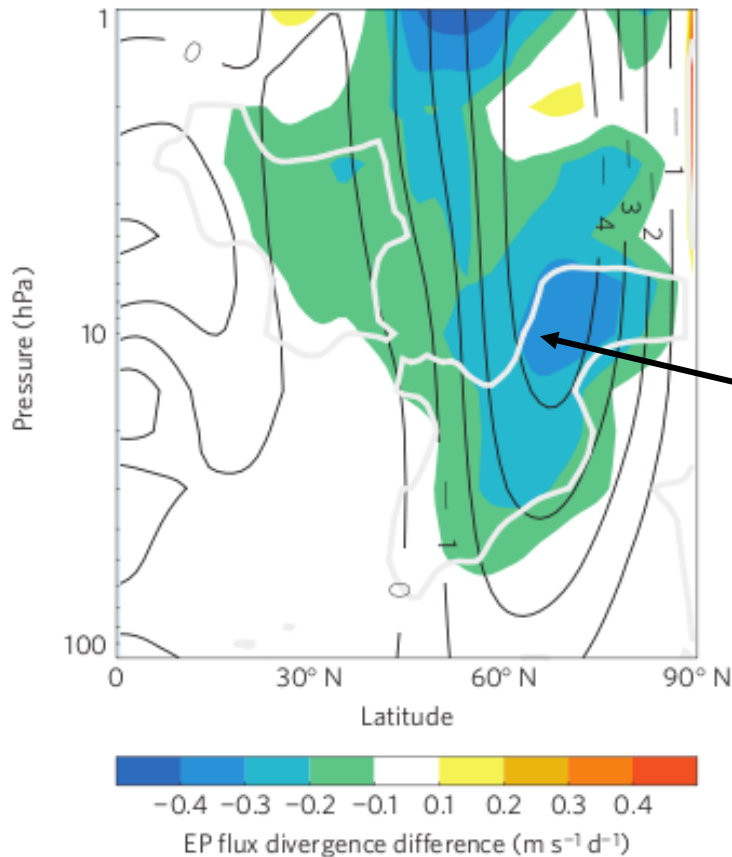 1
0
Pressure (hPa)
1
3
2
4
10
1
0
100
0 30° N 60° N 90° N
Latitude
−0.4 −0.3 −0.2 −0.1 0.1 0.2 0.3 0.4
EP flux divergence difference (m s⁻¹ d⁻¹)